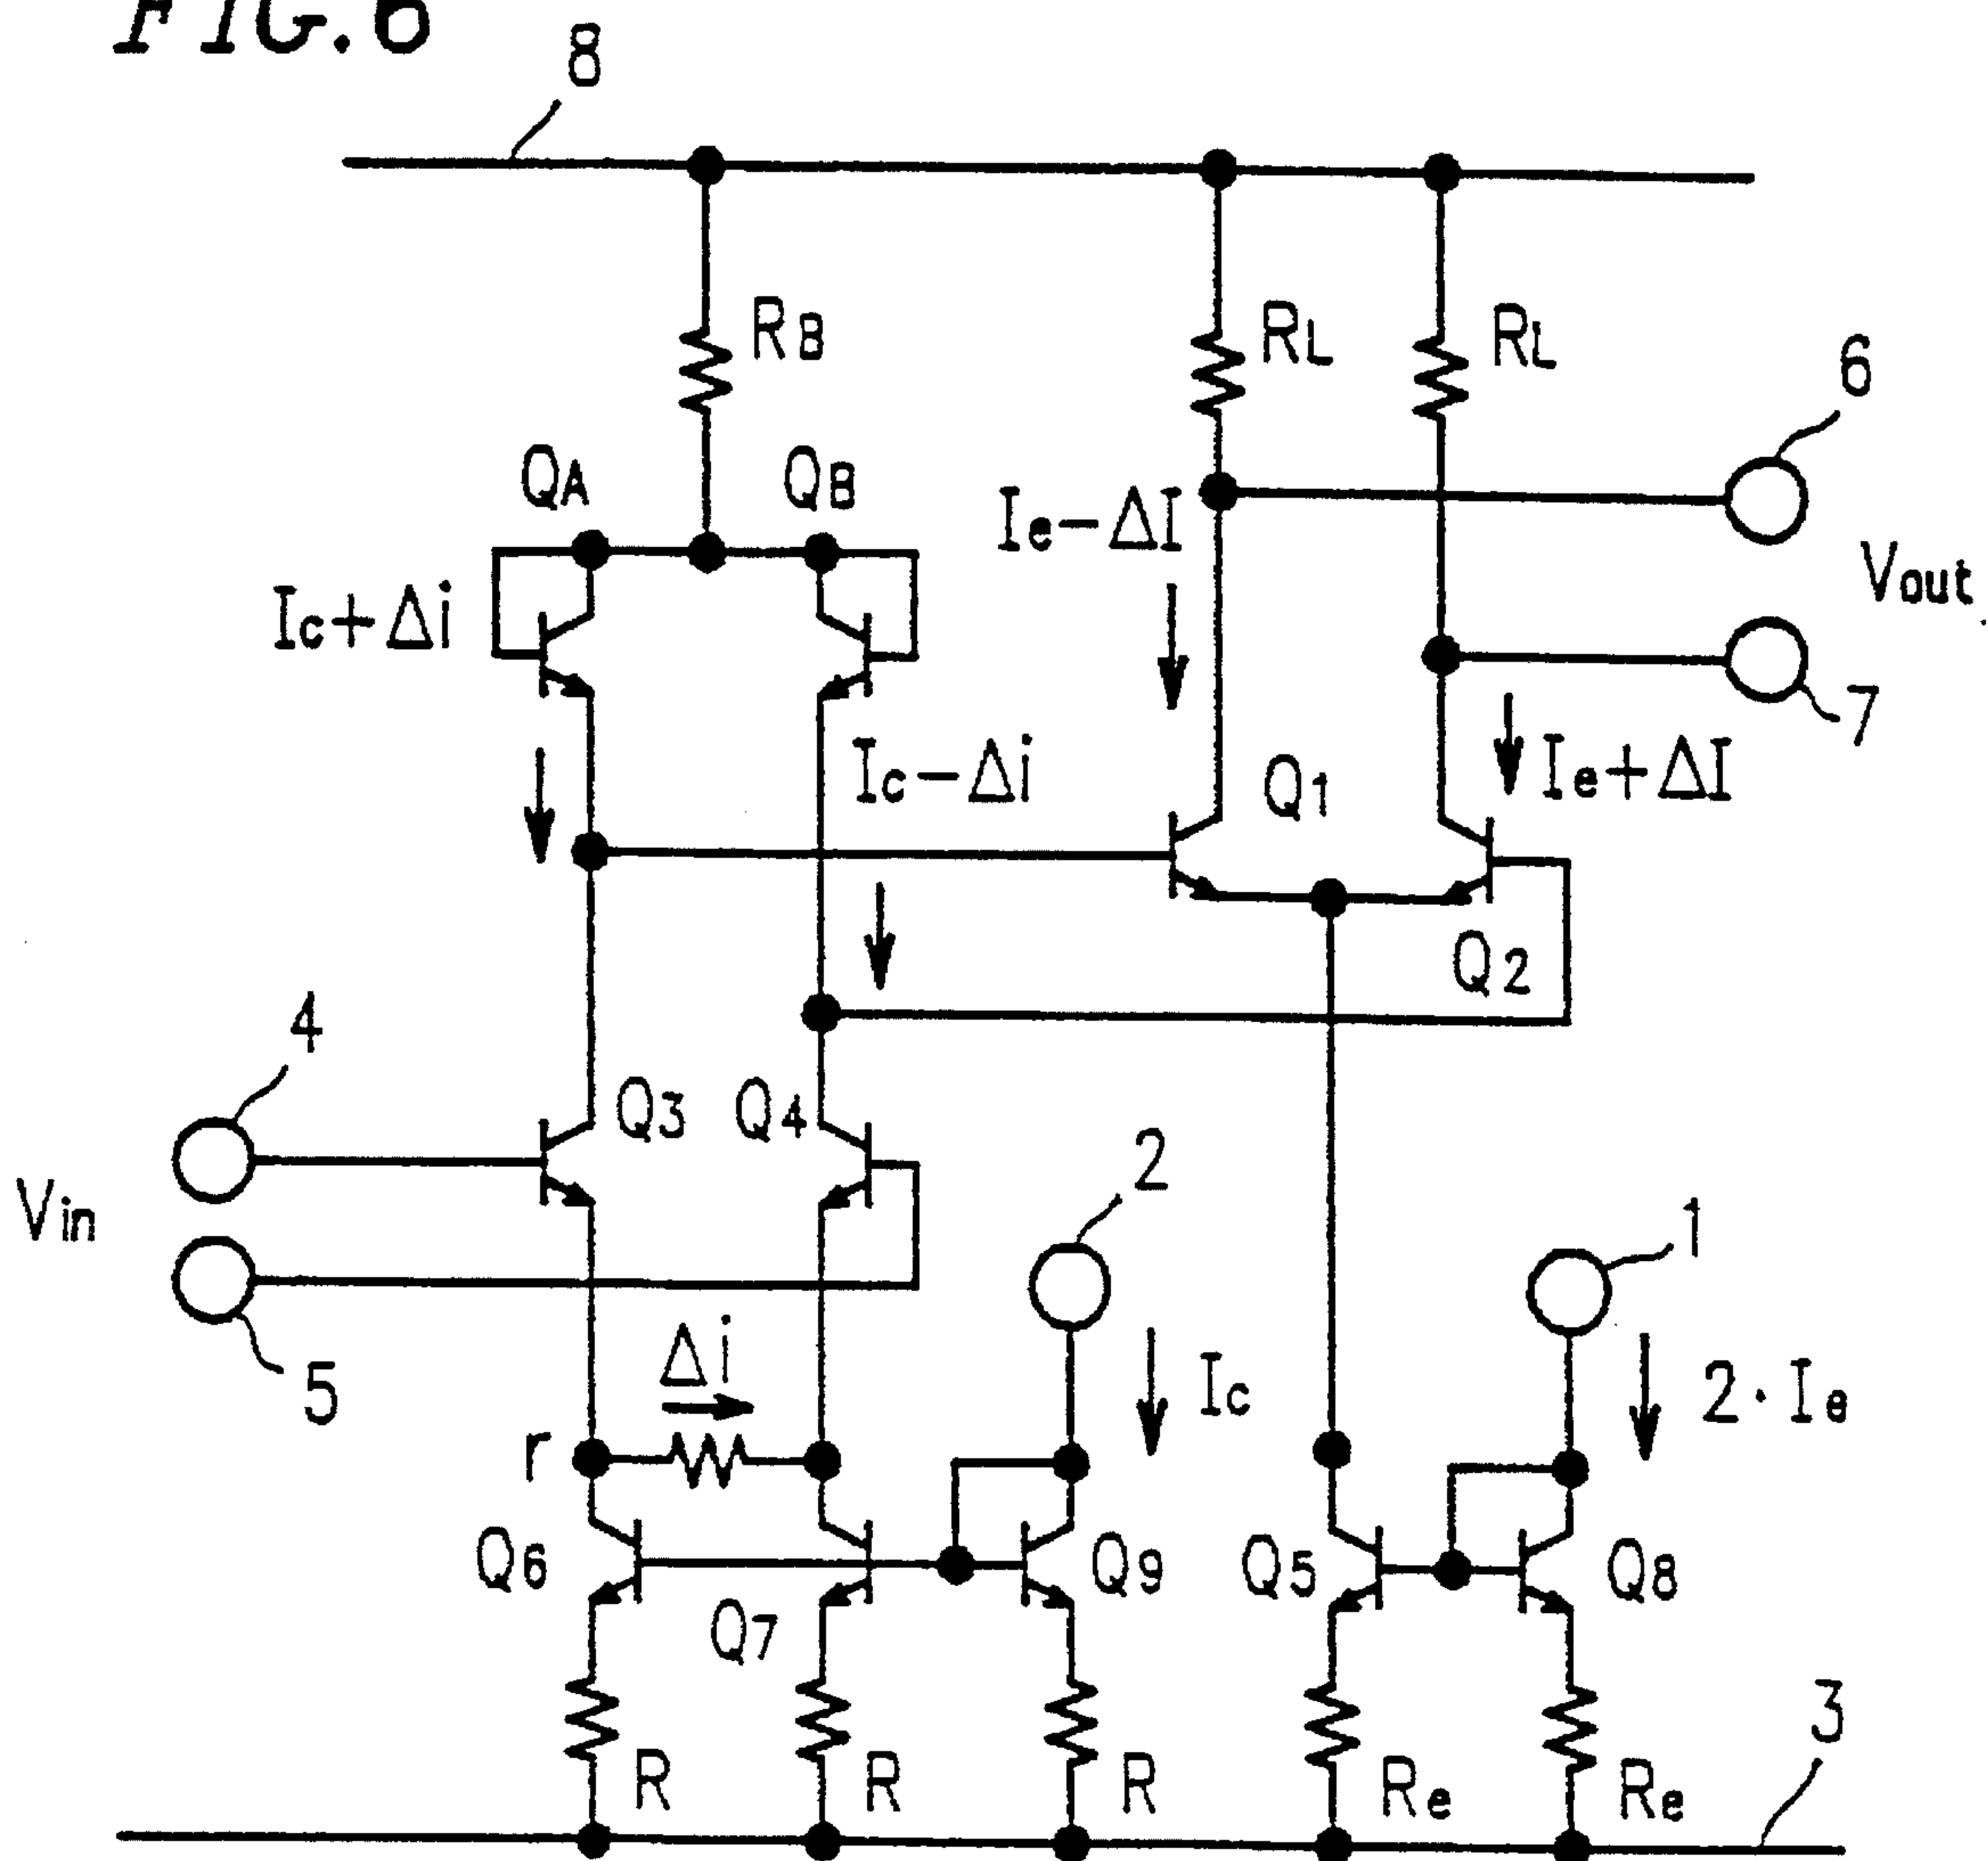 FIG.6
8
RB
RL
RL
6
QA
QB
Ie-ΔI
Vout
Ic+Δi
7
Ic-Δi
Q1
Ie+ΔI
Q2
4
Q3
Q4
2
Vin
1
5
Δi
Ic
2・Ie
r
Q6
Q9
Q5
Q8
Q7
3
R
R
R
Re
Re